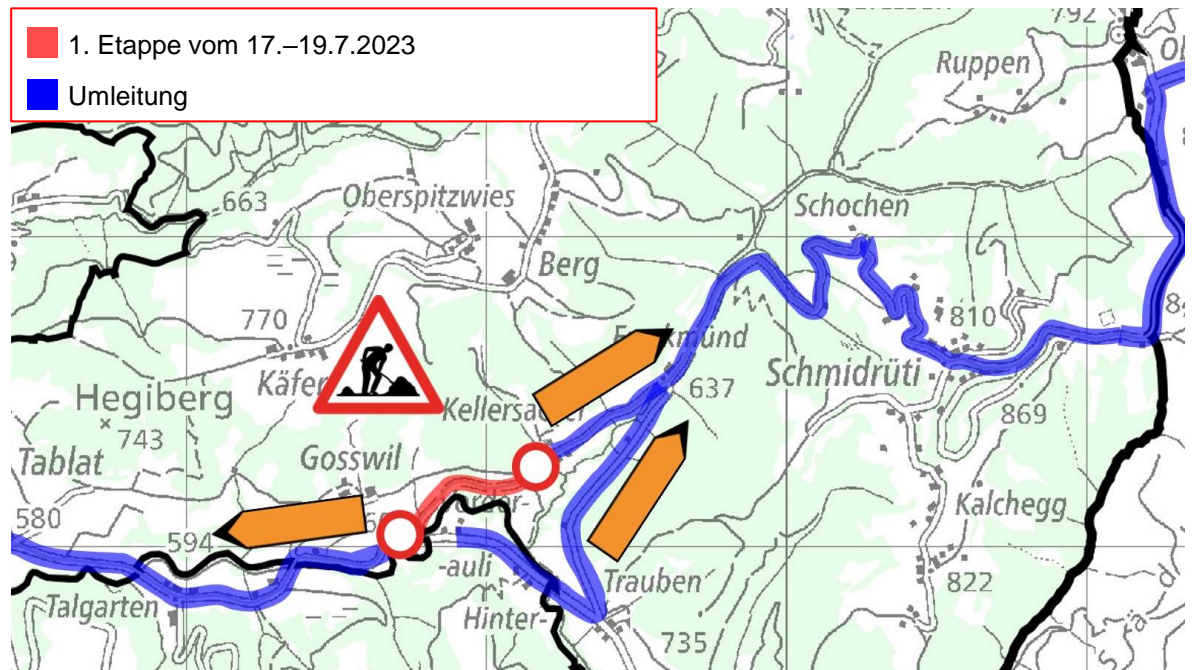 1. Etappe vom 17.–19.7.2023
Umleitung
792
Ruppen
Oberspitzwies
663
Schochen
Berg
770
810
Käfer
637
Schmidrüti
Hegiberg
743
869
Tablat
Gosswil
Kalchegg
580
594
-auli
Trauben
822
Talgarten
Hinter-
735